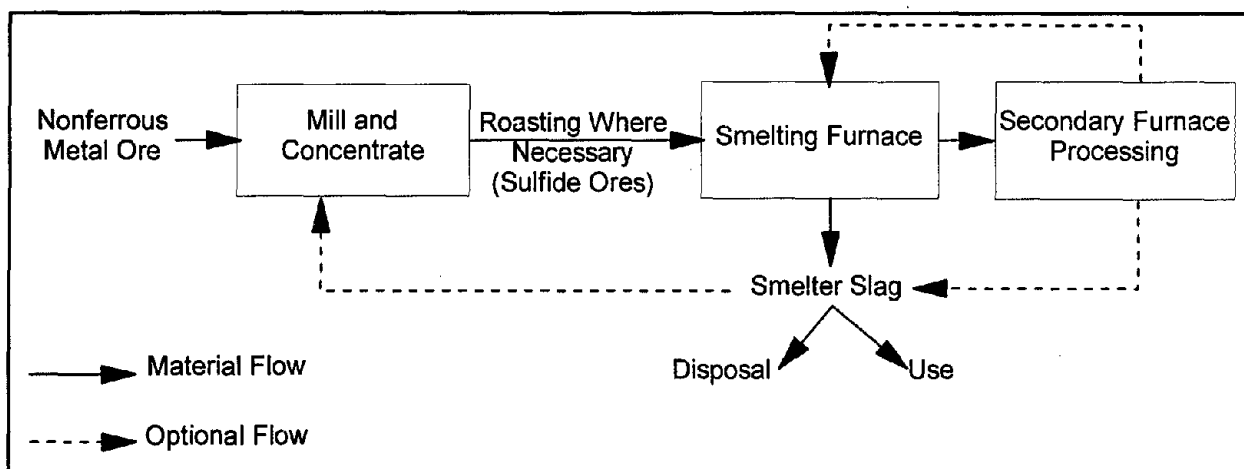 Nonferrous
Metal Ore
Mill and
Concentrate
Roasting Where
Necessary
(Sulfide Ores)
Smelting Furnace
Secondary Furnace
Processing
Smelter Slag
Disposal
Use
Material Flow
Optional Flow